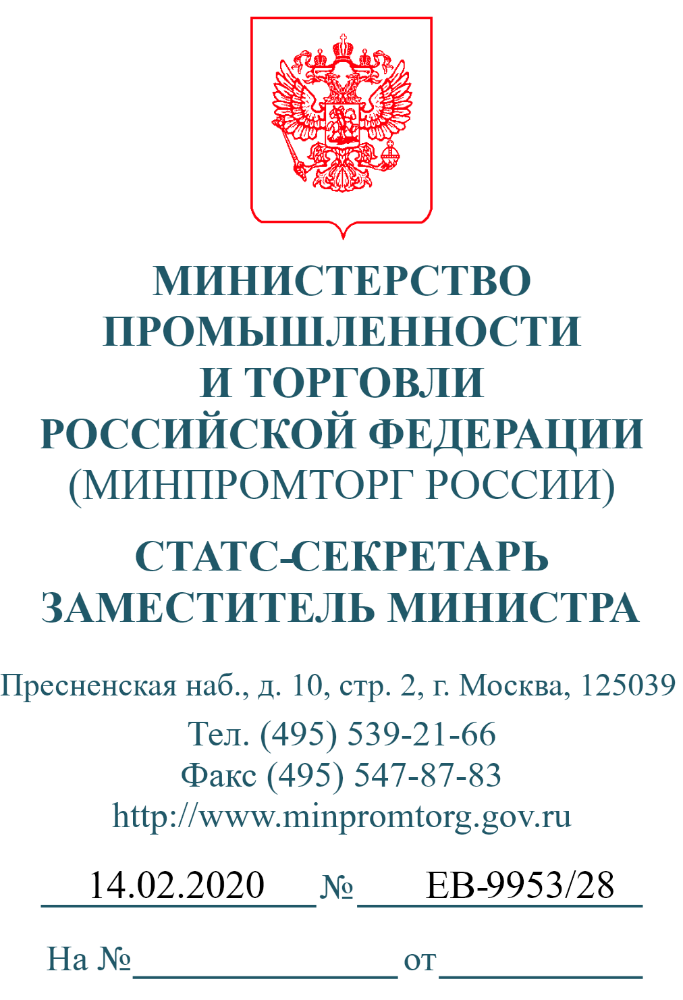 МИНИСТЕРСТВО
ПРОМЫШЛЕННОСТИ
И ТОРГОВЛИ
РОССИЙСКОЙ ФЕДЕРАЦИИ
(МИНПРОМТОРГ РОССИИ)
СТАТС-СЕКРЕТАРЬ
ЗАМЕСТИТЕЛЬ МИНИСТРА
Пресненская наб., д. 10, стр. 2, г. Москва, 125039
Тел. (495) 539-21-66
Факс (495) 547-87-83
http://www.minpromtorg.gov.ru
14.02.2020 № ЕВ-9953/28
На № от